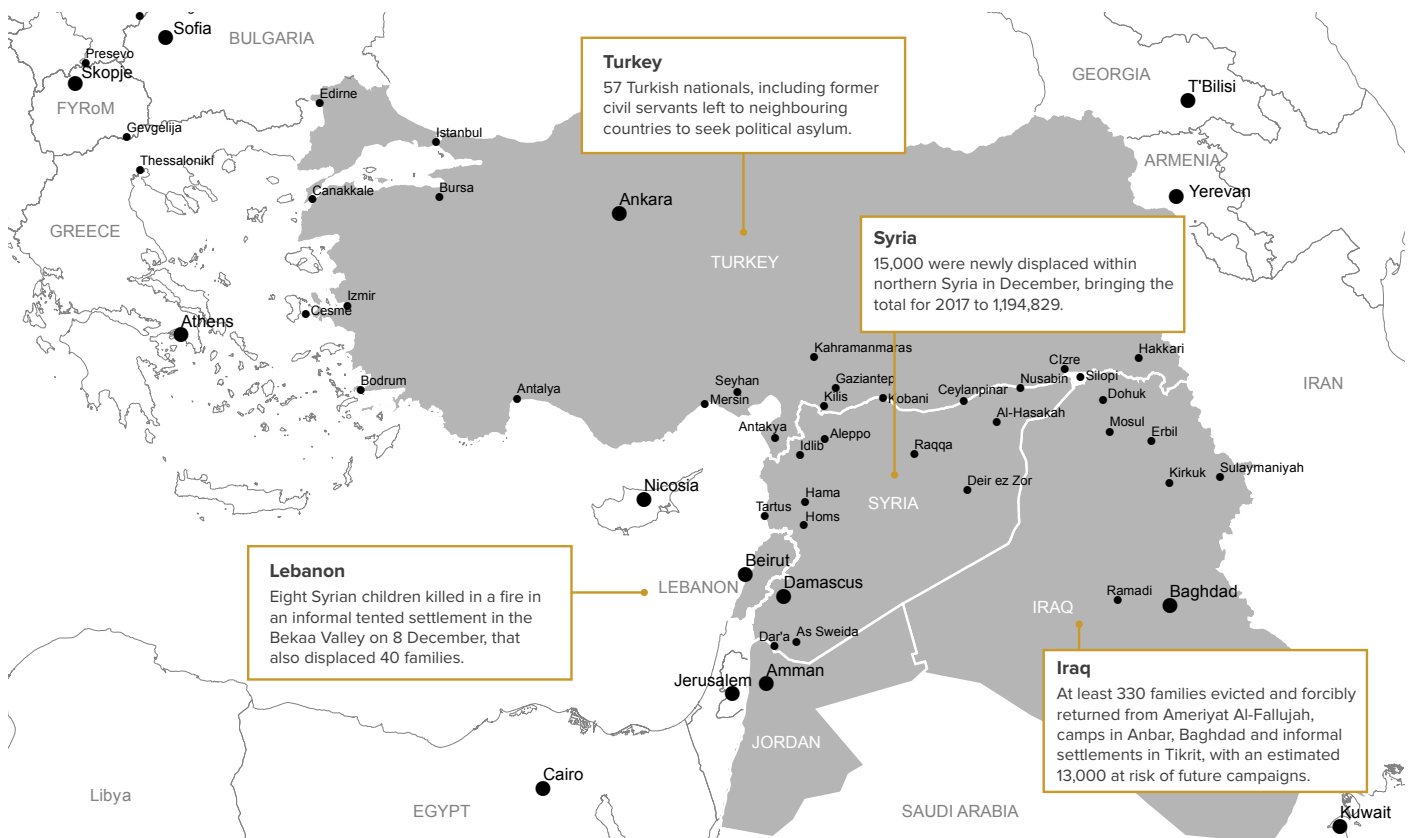 Sofia
BULGARIA
Presevo
Skopje
FYRoM
Gevgelija
Thessaloniki
GREECE
Athens
Edirne
Istanbul
Canakkale
Bursa
Ankara
TURKEY
Izmir
Cesme
Bodrum
Antalya
Turkey
57 Turkish nationals, including former
civil servants left to neighbouring
countries to seek political asylum.
GEORGIA
T'Bilisi
ARMENIA
Yerevan
Syria
15,000 were newly displaced within
northern Syria in December, bringing the
total for 2017 to 1,194,829.
Kahramanmaras
Seyhan
Mersin
Gaziantep
Kilis
Kobani
Ceylanpinar
Nusabin
CIzre
Silopi
Hakkari
IRAN
Dohuk
Antakya
Idlib
Aleppo
Raqqa
Al-Hasakah
Mosul
Erbil
Kirkuk
Sulaymaniyah
Deir ez Zor
Nicosia
Tartus
Hama
Homs
SYRIA
Lebanon
Eight Syrian children killed in a fire in
an informal tented settlement in the
Bekaa Valley on 8 December, that
also displaced 40 families.
Beirut
LEBANON
Damascus
Ramadi
Baghdad
IRAQ
Dar'a
As Sweida
Jerusalem
Amman
JORDAN
Iraq
At least 330 families evicted and forcibly
returned from Ameriyat Al-Fallujah,
camps in Anbar, Baghdad and informal
settlements in Tikrit, with an estimated
13,000 at risk of future campaigns.
Libya
EGYPT
Cairo
SAUDI ARABIA
Kuwait